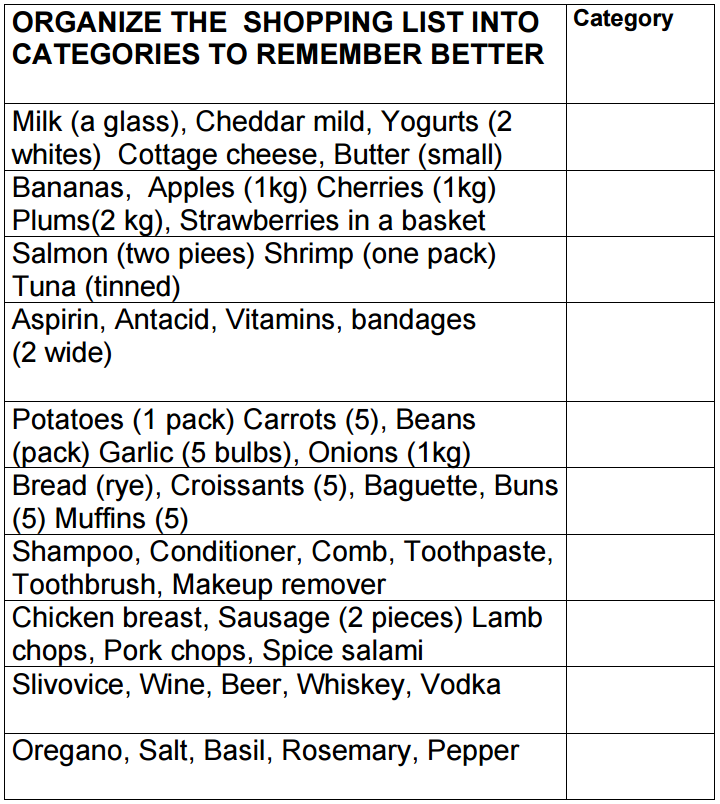 ORGANIZE THE  SHOPPING LIST INTO
CATEGORIES TO REMEMBER BETTER
Category
Milk (a glass), Cheddar mild, Yogurts (2
whites)  Cottage cheese, Butter (small)
Bananas,  Apples (1kg) Cherries (1kg)
Plums(2 kg), Strawberries in a basket
Salmon (two piees) Shrimp (one pack)
Tuna (tinned)
Aspirin, Antacid, Vitamins, bandages
(2 wide)
Potatoes (1 pack) Carrots (5), Beans
(pack) Garlic (5 bulbs), Onions (1kg)
Bread (rye), Croissants (5), Baguette, Buns
(5) Muffins (5)
Shampoo, Conditioner, Comb, Toothpaste,
Toothbrush, Makeup remover
Chicken breast, Sausage (2 pieces) Lamb
chops, Pork chops, Spice salami
Slivovice, Wine, Beer, Whiskey, Vodka
Oregano, Salt, Basil, Rosemary, Pepper